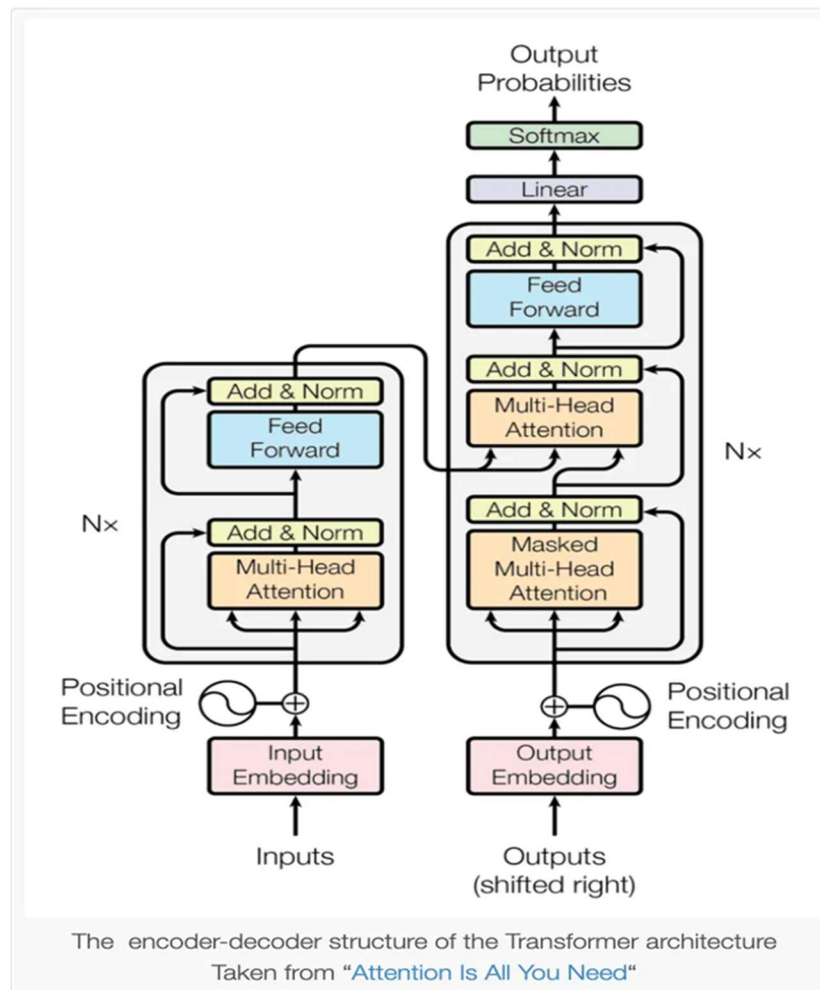 Output
Probabilities
Softmax
Linear
Add & Norm
Feed
Forward
Add & Norm
Multi-Head
Attention
Add & Norm
Masked
Multi-Head
Attention
Nx
Add & Norm
Feed
Forward
Add & Norm
Multi-Head
Attention
Nx
Positional
Encoding
Positional
Encoding
Input
Embedding
Output
Embedding
Inputs
Outputs
(shifted right)
The encoder-decoder structure of the Transformer architecture
Taken from “Attention Is All You Need“